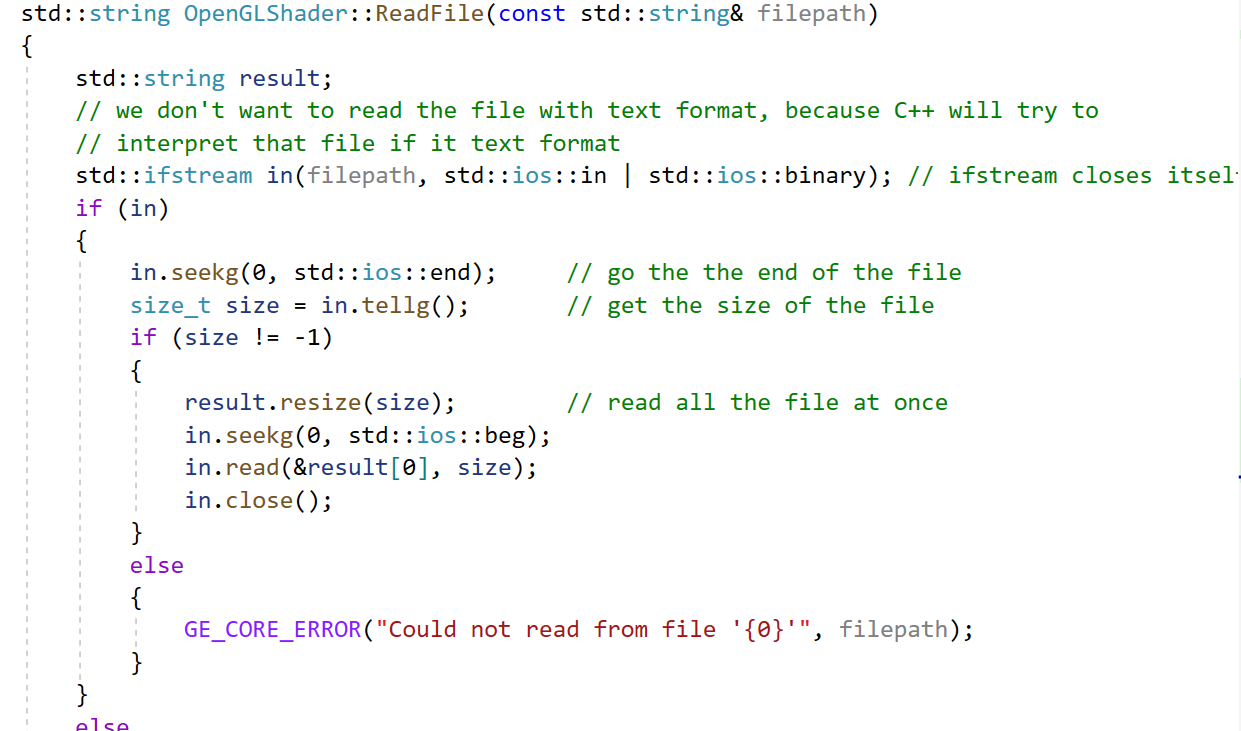 std::string OpenGLShader::ReadFile(const std::string& filepath)
{
    std::string result;
    // we don't want to read the file with text format, because C++ will try to
    // interpret that file if it text format
    std::ifstream in(filepath, std::ios::in | std::ios::binary); // ifstream closes itsel
    if (in)
    {
        in.seekg(0, std::ios::end);     // go the the end of the file
        size_t size = in.tellg();       // get the size of the file
        if (size != -1)
        {
            result.resize(size);        // read all the file at once
            in.seekg(0, std::ios::beg);
            in.read(&result[0], size);
            in.close();
        }
        else
        {
            GE_CORE_ERROR("Could not read from file '{0}'", filepath);
        }
    }
    else